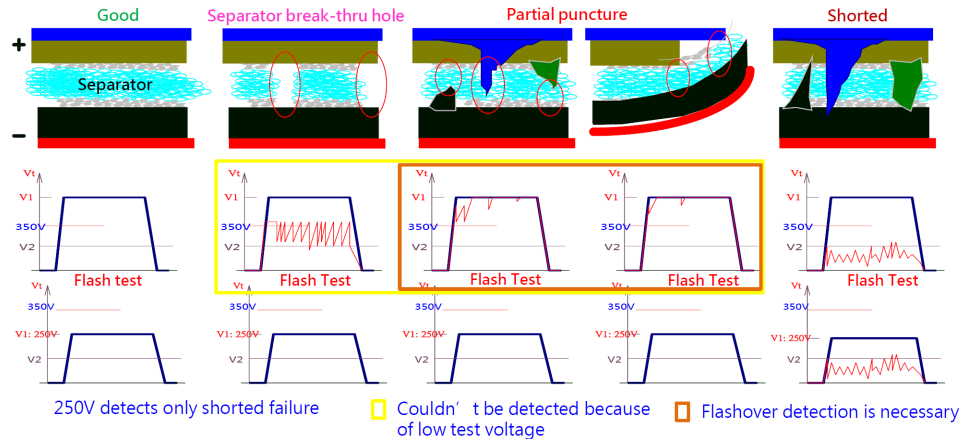 Good
Separator break-thru hole
Partial puncture
Shorted
+
Separator
-
Vt
Vt
Vt
Vt
Vt
V1
V1
V1
V1
V1
350V
350V
350V
350V
350V
V2
V2
V2
V2
V2
Flash test
Flash Test
Flash Test
Flash Test
Flash Test
Vt
Vt
Vt
Vt
Vt
350V
350V
350V
350V
350V
V1: 250V
V1: 250V
V1: 250V
V1: 250V
V1: 250V
V2
V2
V2
V2
V2
250V detects only shorted failure
Couldn’t be detected because
of low test voltage
Flashover detection is necessary